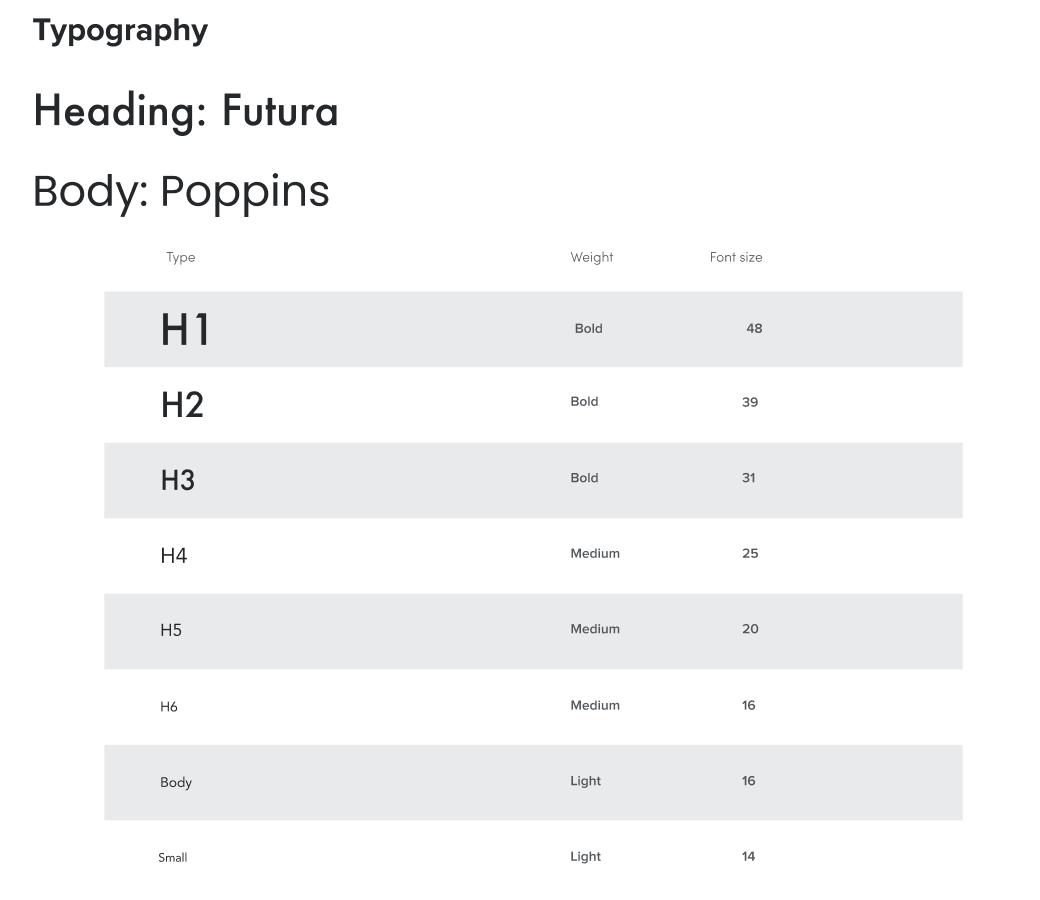 Typography
Heading: Futura
Body: Poppins
Type Weight Font size
H1 Bold 48
H2 Bold 39
H3 Bold 31
H4 Medium 25
H5 Medium 20
H6 Medium 16
Body Light 16
Small Light 14